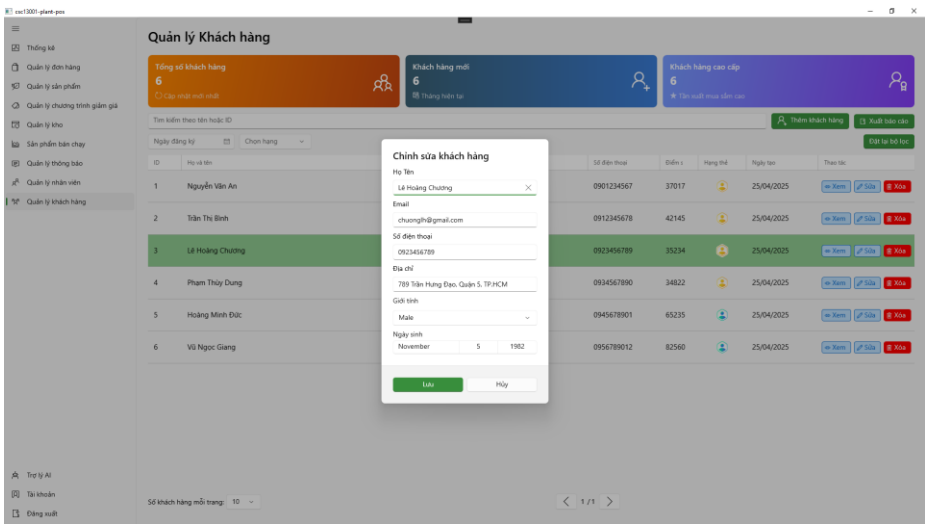 csc13001-plant-pos
Thống kê
Quản lý đơn hàng
Quản lý sản phẩm
Quản lý chương trình giảm giá
Quản lý kho
Sản phẩm bán chạy
Quản lý thông báo
Quản lý nhân viên
Quản lý khách hàng
Trợ lý AI
Tài khoản
Đăng xuất
Quản lý Khách hàng
Tổng số khách hàng
6
Cập nhật mới nhất
Khách hàng mới
6
Tháng hiện tại
Khách hàng cao cấp
6
Tần suất mua sắm cao
Tìm kiếm theo tên hoặc ID
Thêm khách hàng
Xuất báo cáo
Ngày đăng ký
Chọn hạng
Đặt lại bộ lọc
ID Họ và tên Số điện thoại Điểm Hạng thẻ Ngày tạo Thao tác
1 Nguyễn Văn An 0901234567 37017 25/04/2025 Xem Sửa Xóa
2 Trần Thị Bình 0912345678 42145 25/04/2025 Xem Sửa Xóa
3 Lê Hoàng Chương 0923456789 35234 25/04/2025 Xem Sửa Xóa
4 Phạm Thùy Dung 0934567890 34822 25/04/2025 Xem Sửa Xóa
5 Hoàng Minh Đức 0945678901 65235 25/04/2025 Xem Sửa Xóa
6 Vũ Ngọc Giang 0956789012 82560 25/04/2025 Xem Sửa Xóa
Chỉnh sửa khách hàng
Họ Tên
Lê Hoàng Chương
Email
chuonglh@gmail.com
Số điện thoại
0923456789
Địa chỉ
789 Trần Hưng Đạo, Quận 5, TP.HCM
Giới tính
Male
Ngày sinh
November 5 1982
Lưu Hủy
Số khách hàng mỗi trang: 10
1 / 1